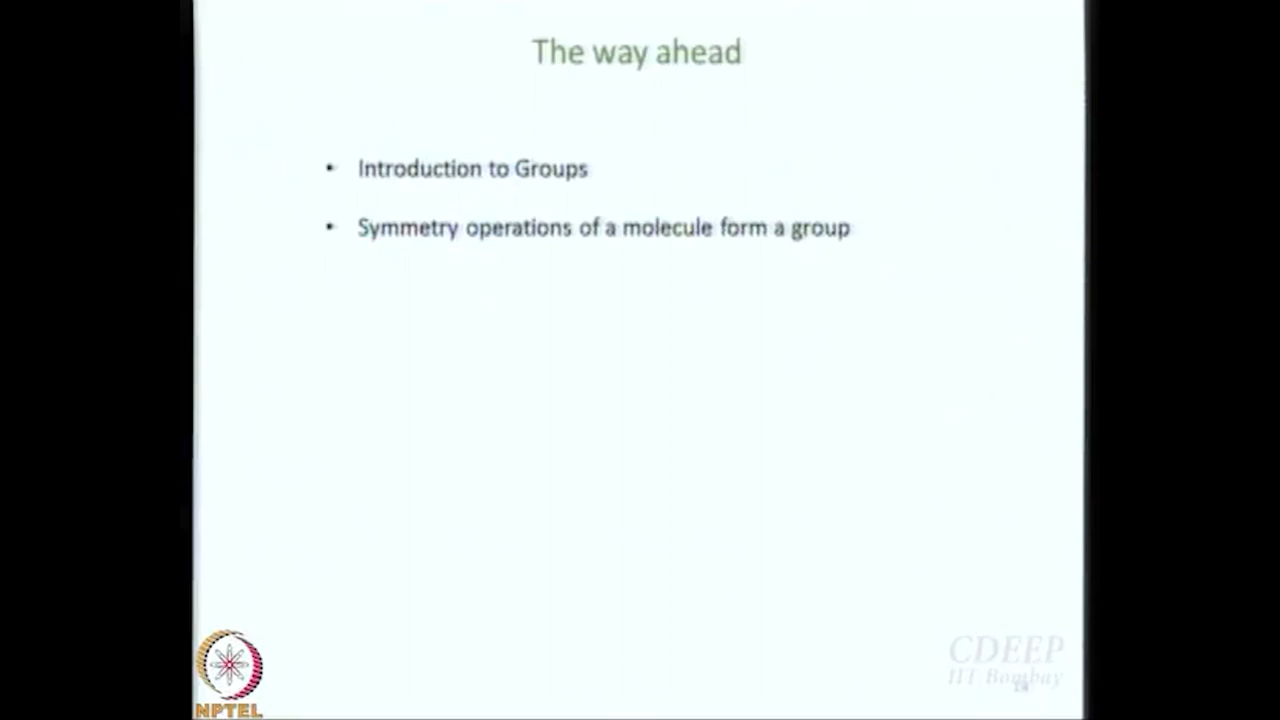 The way ahead
• Introduction to Groups
• Symmetry operations of a molecule form a group
CDEEP
IIT Bombay
NPTEL